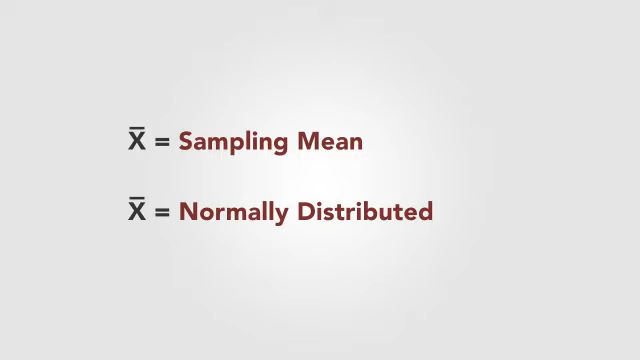 X̅ = Sampling Mean
X̅ = Normally Distributed